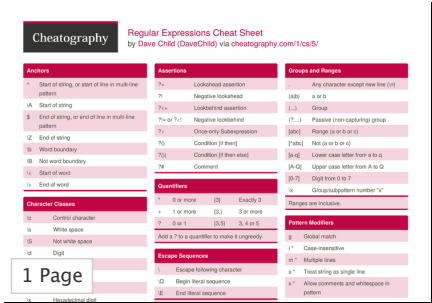 Cheatography
Regular Expressions Cheat Sheet
by Dave Child (DaveChild) via cheatography.com/1/cs/5/
Anchors
^ Start of string, or start of line in multi-line
pattern
\A Start of string
$ End of string, or end of line in multi-line
pattern
\Z End of string
\b Word boundary
\B Not word boundary
\< Start of word
\> End of word
Character Classes
\c Control character
\s White space
\S Not white space
\d Digit
\x Hexadecimal digit
Assertions
?= Lookahead assertion
?! Negative lookahead
?<= Lookbehind assertion
?!= or ?<! Negative lookbehind
?> Once-only Subexpression
?() Condition [if then]
?()| Condition [if then else]
?# Comment
Quantifiers
* 0 or more {3} Exactly 3
+ 1 or more {3,} 3 or more
? 0 or 1 {3,5} 3, 4 or 5
Add a ? to a quantifier to make it ungreedy.
Escape Sequences
\ Escape following character
\Q Begin literal sequence
\E End literal sequence
Groups and Ranges
. Any character except new line (\n)
(a|b) a or b
(...) Group
(?:...) Passive (non-capturing) group
[abc] Range (a or b or c)
[^abc] Not (a or b or c)
[a-q] Lower case letter from a to q
[A-Q] Upper case letter from A to Q
[0-7] Digit from 0 to 7
\x Group/subpattern number "x"
Ranges are inclusive.
Pattern Modifiers
g Global match
i * Case-insensitive
m * Multiple lines
s * Treat string as single line
x * Allow comments and whitespace in
pattern
1 Page